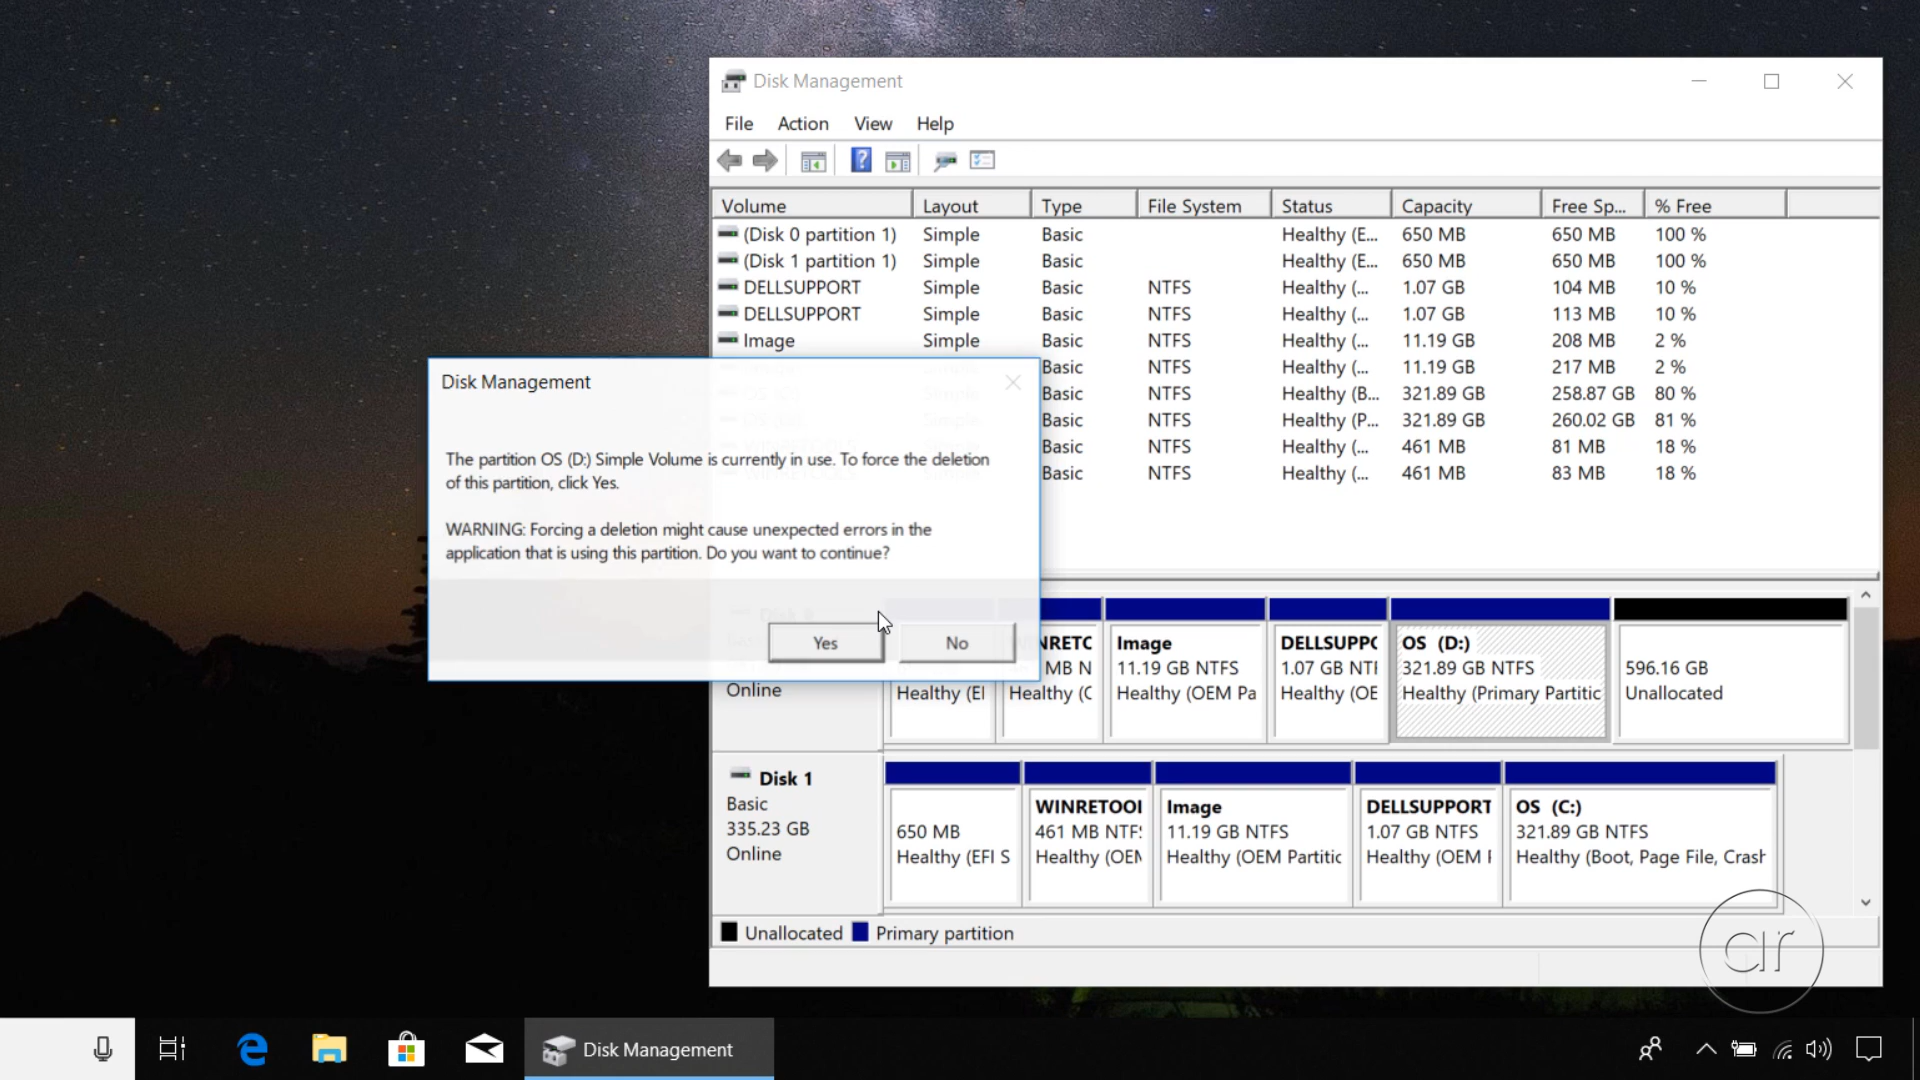 Disk Management
File Action View Help
Volume Layout Type File System Status Capacity Free Sp... % Free
(Disk 0 partition 1) Simple Basic Healthy (E... 650 MB 650 MB 100 %
(Disk 1 partition 1) Simple Basic Healthy (E... 650 MB 650 MB 100 %
DELLSUPPORT Simple Basic NTFS Healthy (... 1.07 GB 104 MB 10 %
DELLSUPPORT Simple Basic NTFS Healthy (... 1.07 GB 113 MB 10 %
Image Simple Basic NTFS Healthy (... 11.19 GB 208 MB 2 %
Basic NTFS Healthy (... 11.19 GB 217 MB 2 %
Basic NTFS Healthy (B... 321.89 GB 258.87 GB 80 %
Basic NTFS Healthy (P... 321.89 GB 260.02 GB 81 %
Basic NTFS Healthy (... 461 MB 81 MB 18 %
Basic NTFS Healthy (... 461 MB 83 MB 18 %
Disk Management
The partition OS (D:) Simple Volume is currently in use. To force the deletion
of this partition, click Yes.
WARNING: Forcing a deletion might cause unexpected errors in the
application that is using this partition. Do you want to continue?
Yes No
INRETC Image DELLSUPPC OS (D:)
MB N 11.19 GB NTFS 1.07 GB NTI 321.89 GB NTFS 596.16 GB
Online Healthy (EI Healthy (C Healthy (OEM Pa Healthy (OE Healthy (Primary Partitic Unallocated
Disk 1 WINRETOOI Image DELLSUPPORT OS (C:)
Basic
335.23 GB 650 MB 461 MB NTF: 11.19 GB NTFS 1.07 GB NTFS 321.89 GB NTFS
Online Healthy (EFI S Healthy (OEM Healthy (OEM Partitic Healthy (OEM I Healthy (Boot, Page File, Crash
Unallocated Primary partition
ar
Disk Management